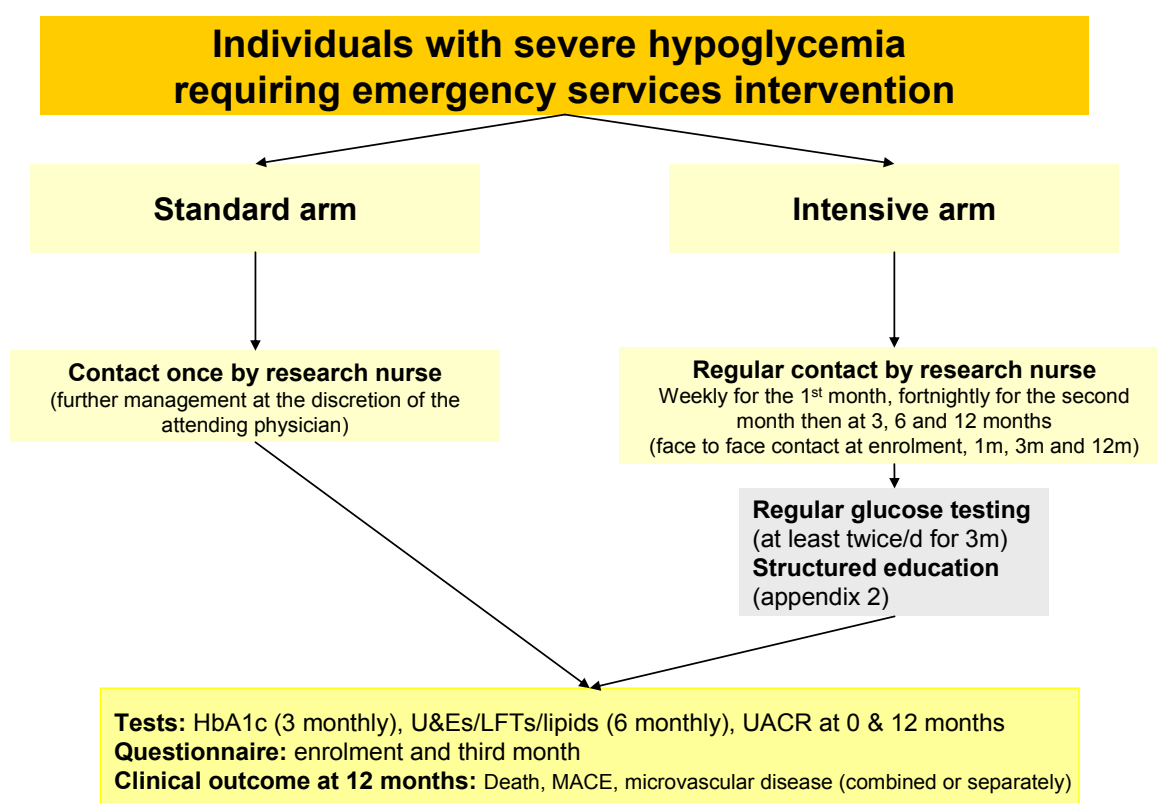 Individuals with severe hypoglycemia
requiring emergency services intervention
Standard arm
Intensive arm
Contact once by research nurse
(further management at the discretion of the
attending physician)
Regular contact by research nurse
Weekly for the 1st month, fortnightly for the second
month then at 3, 6 and 12 months
(face to face contact at enrolment, 1m, 3m and 12m)
Regular glucose testing
(at least twice/d for 3m)
Structured education
(appendix 2)
Tests: HbA1c (3 monthly), U&Es/LFTs/lipids (6 monthly), UACR at 0 & 12 months
Questionnaire: enrolment and third month
Clinical outcome at 12 months: Death, MACE, microvascular disease (combined or separately)